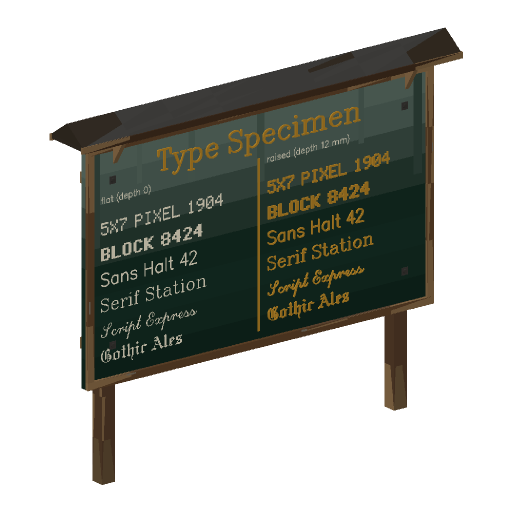 Type Specimen
flat (depth 0)
5X7 PIXEL 1904
BLOCK 8424
Sans Halt 42
Serif Station
Script Express
Gothic Ales
raised (depth 12 mm)
5X7 PIXEL 1904
BLOCK 8424
Sans Halt 42
Serif Station
Script Express
Gothic Ales